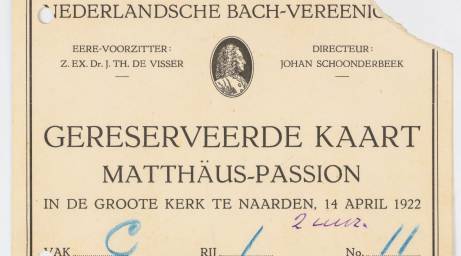 NEDERLANDSCHE BACH-VEREENIG
EERE-VOORZITTER:
Z. EX. DR. J. TH. DE VISSER
DIRECTEUR:
JOHAN SCHOONDERBEEK
GERESERVEERDE KAART
MATTHÄUS-PASSION
IN DE GROOTE KERK TE NAARDEN, 14 APRIL 1922
2 uur.
VAK C RIJ 1 No. 11